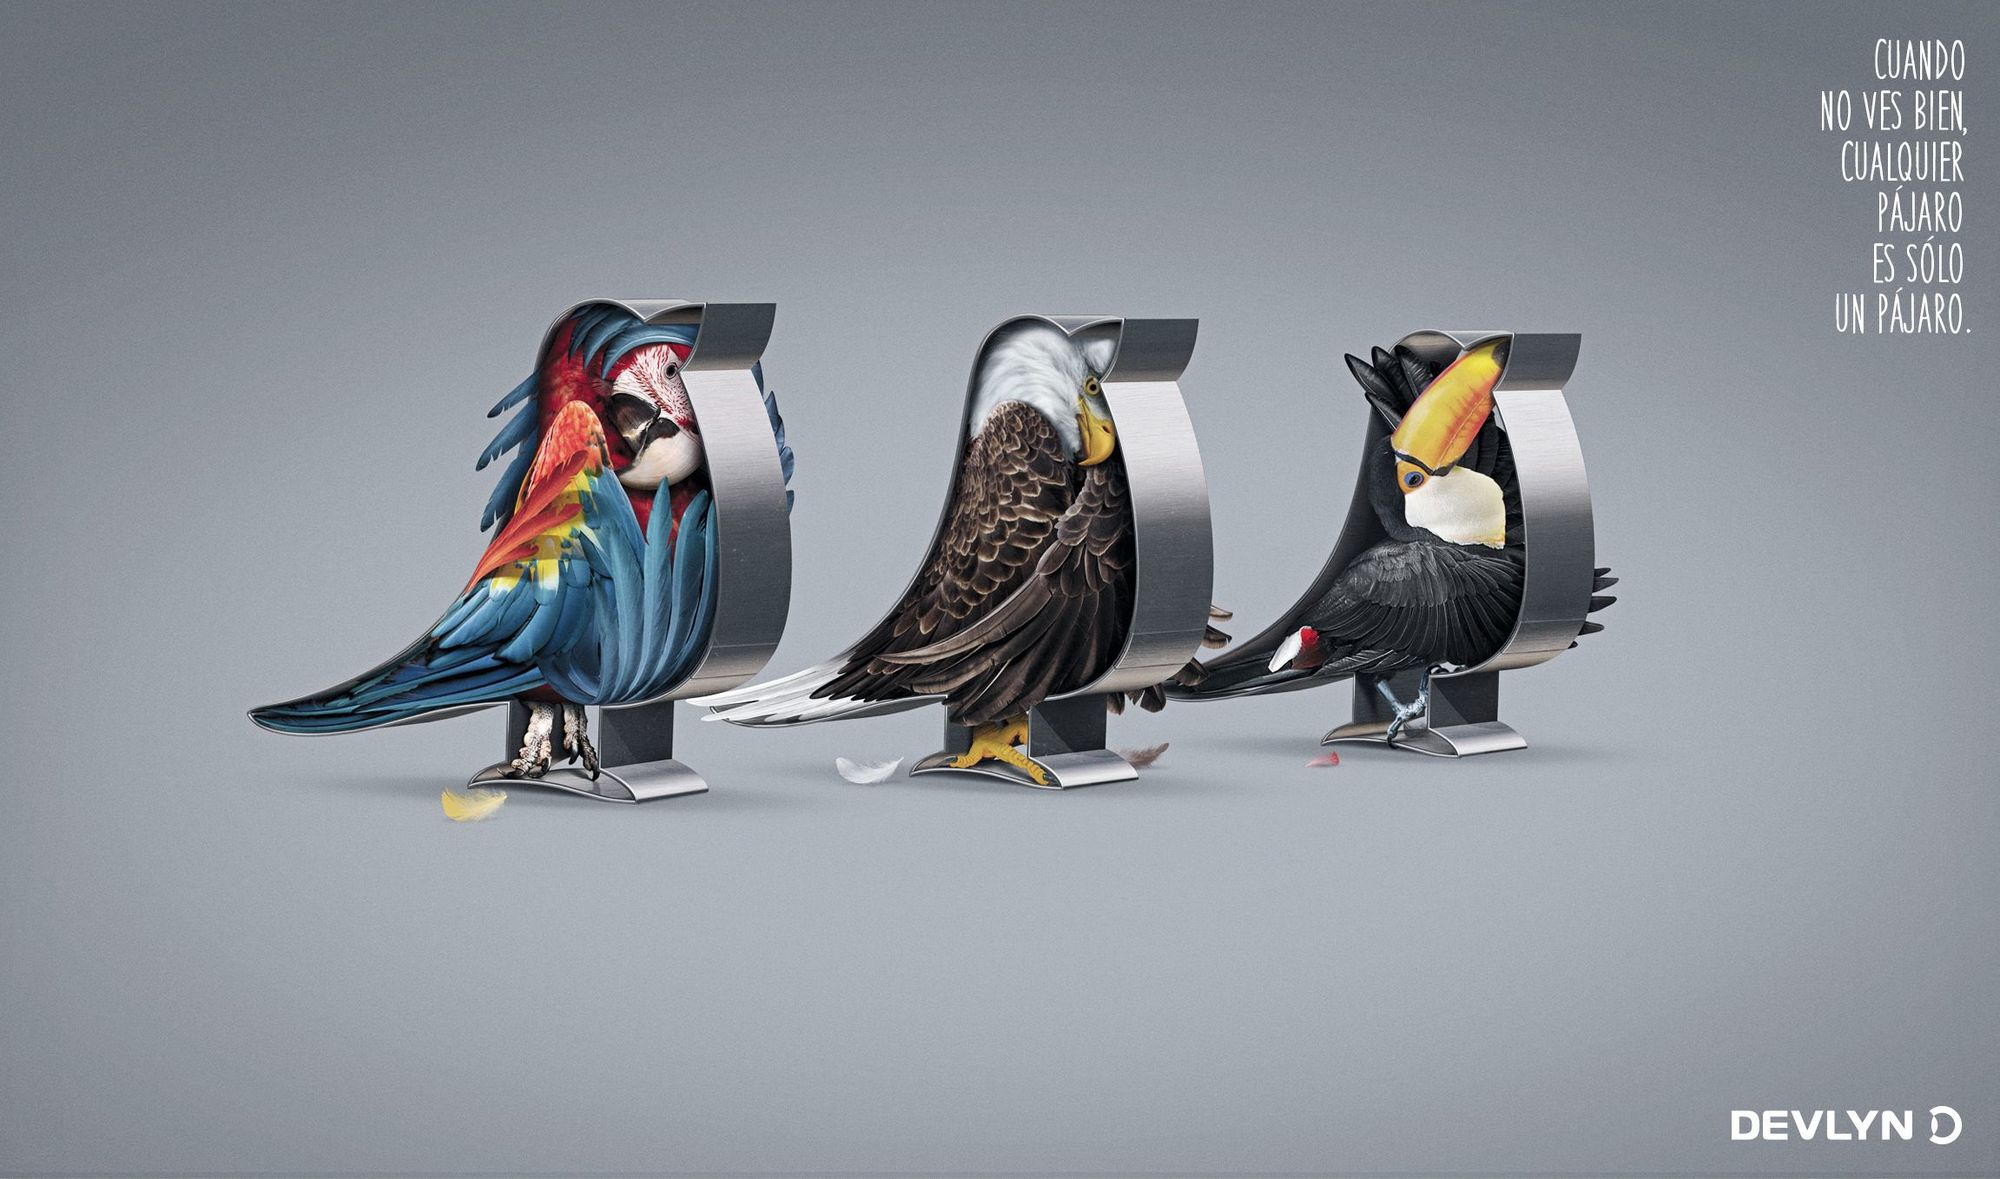 CUANDO
NO VES BIEN,
CUALQUIER
PÁJARO
ES SÓLO
UN PÁJARO.
DEVLYN